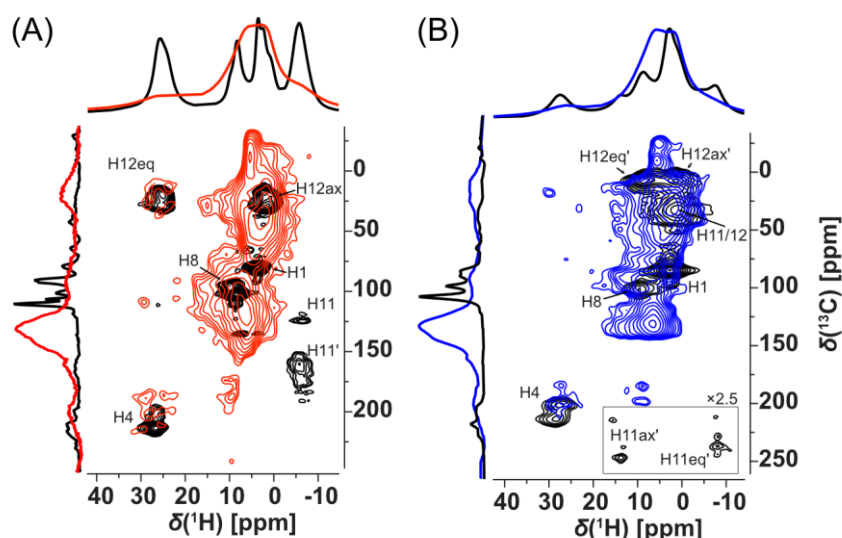 (A)
(B)
H12eq
H12ax
H8
H1
H11
H11'
H4
0
50
100
150
200
40 30 20 10 0 -10
δ(¹H) [ppm]
δ(¹³C) [ppm]
H12eq'
H12ax'
H11/12
H8
H1
H4
×2.5
H11ax'
H11eq'
0
50
100
150
200
250
40 30 20 10 0 -10
δ(¹H) [ppm]
δ(¹³C) [ppm]